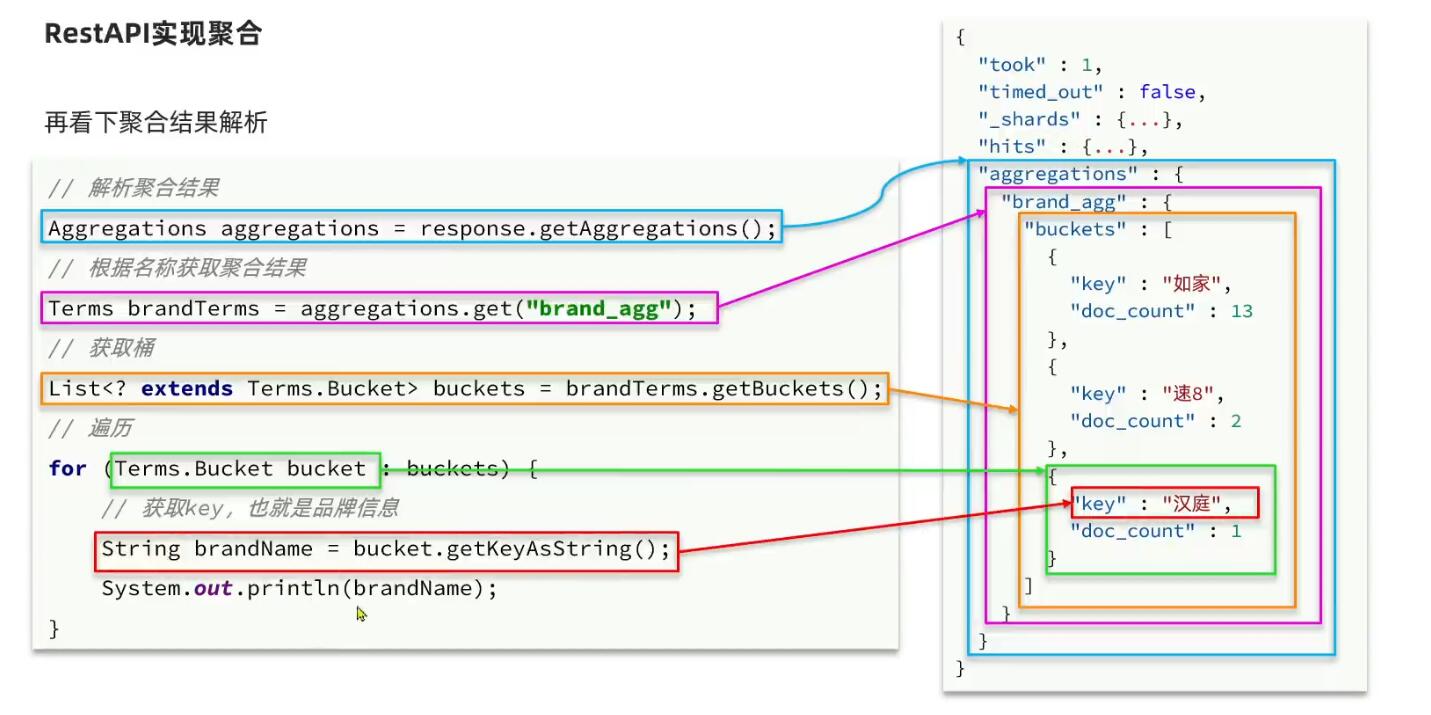 RestAPI实现聚合
再看下聚合结果解析
// 解析聚合结果
Aggregations aggregations = response.getAggregations();
// 根据名称获取聚合结果
Terms brandTerms = aggregations.get("brand_agg");
// 获取桶
List<? extends Terms.Bucket> buckets = brandTerms.getBuckets();
// 遍历
for (Terms.Bucket bucket : buckets) {
// 获取key，也就是品牌信息
String brandName = bucket.getKeyAsString();
System.out.println(brandName);
}
{
"took" : 1,
"timed_out" : false,
"_shards" : {...},
"hits" : {...},
"aggregations" : {
"brand_agg" : {
"buckets" : [
{
"key" : "如家",
"doc_count" : 13
},
{
"key" : "速8",
"doc_count" : 2
},
{
"key" : "汉庭",
"doc_count" : 1
}
]
}
}
}